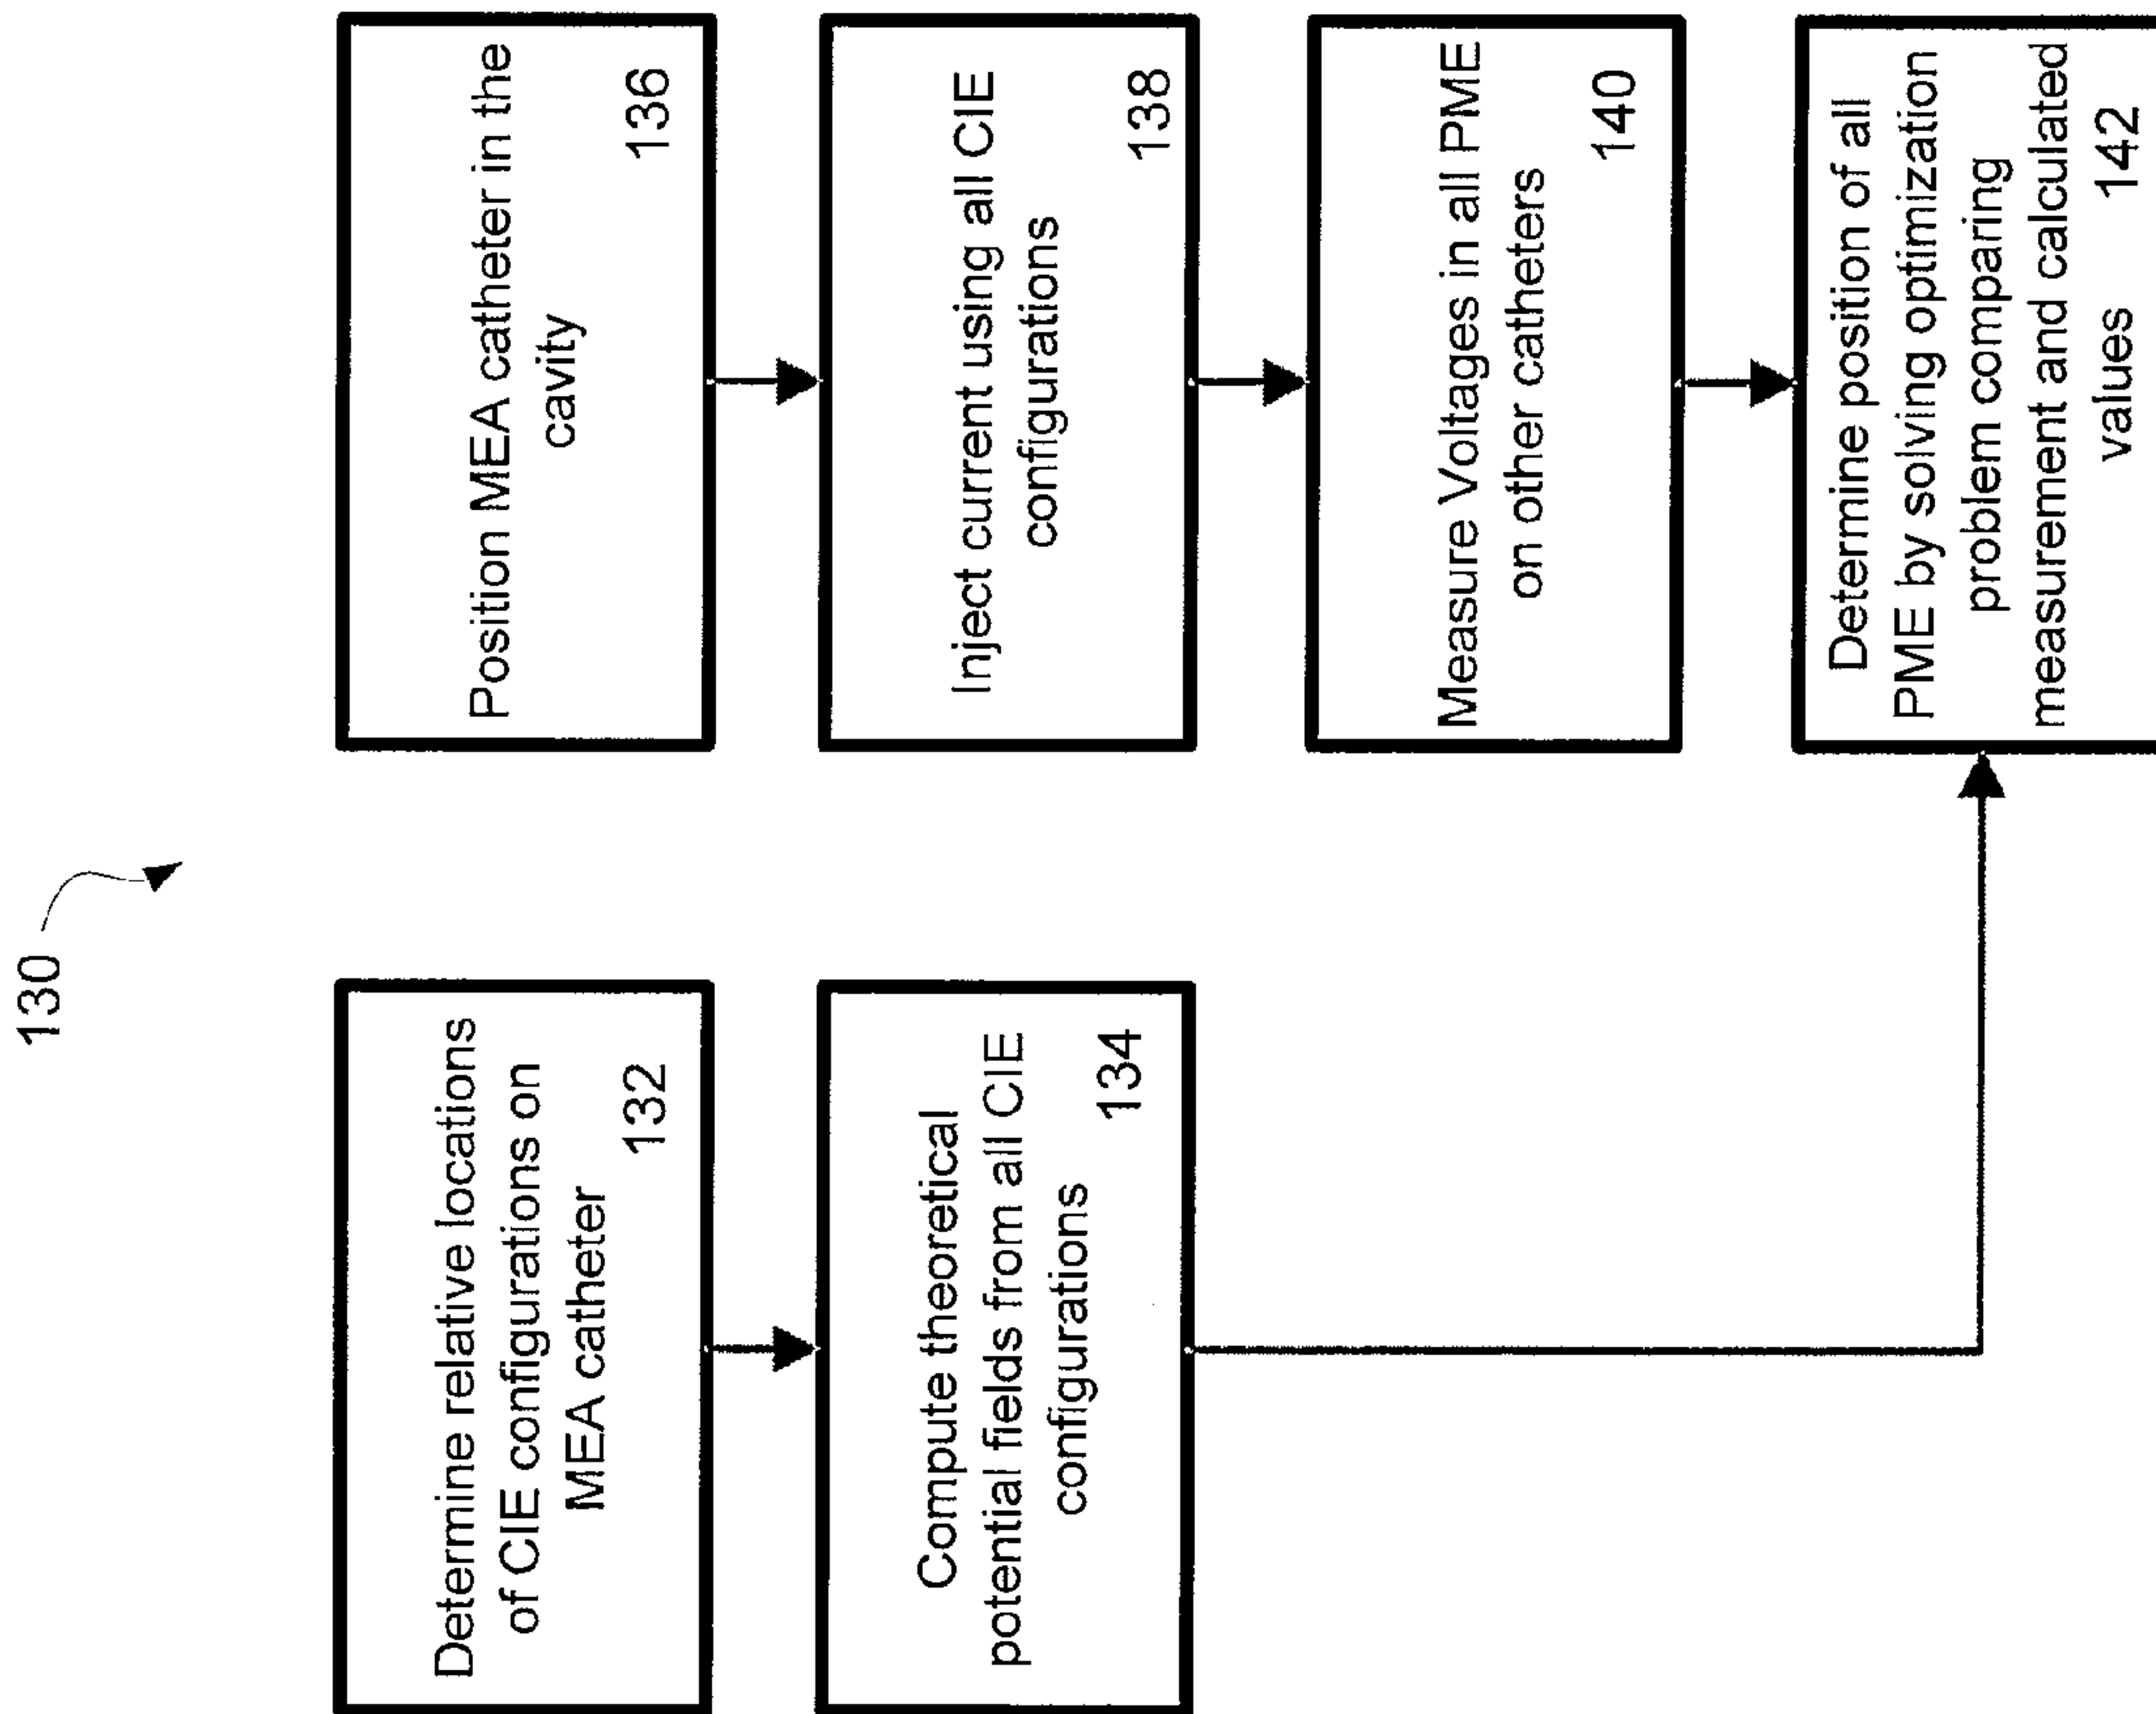 130
Determine relative locations
of CIE configurations on
MEA catheter
132
Compute theoretical
potential fields from all CIE
configurations
134
Position MEA catheter in the
cavity
136
Inject current using all CIE
configurations
138
Measure Voltages in all PME
on other catheters
140
Determine position of all
PME by solving optimization
problem comparing
measurement and calculated
values 142